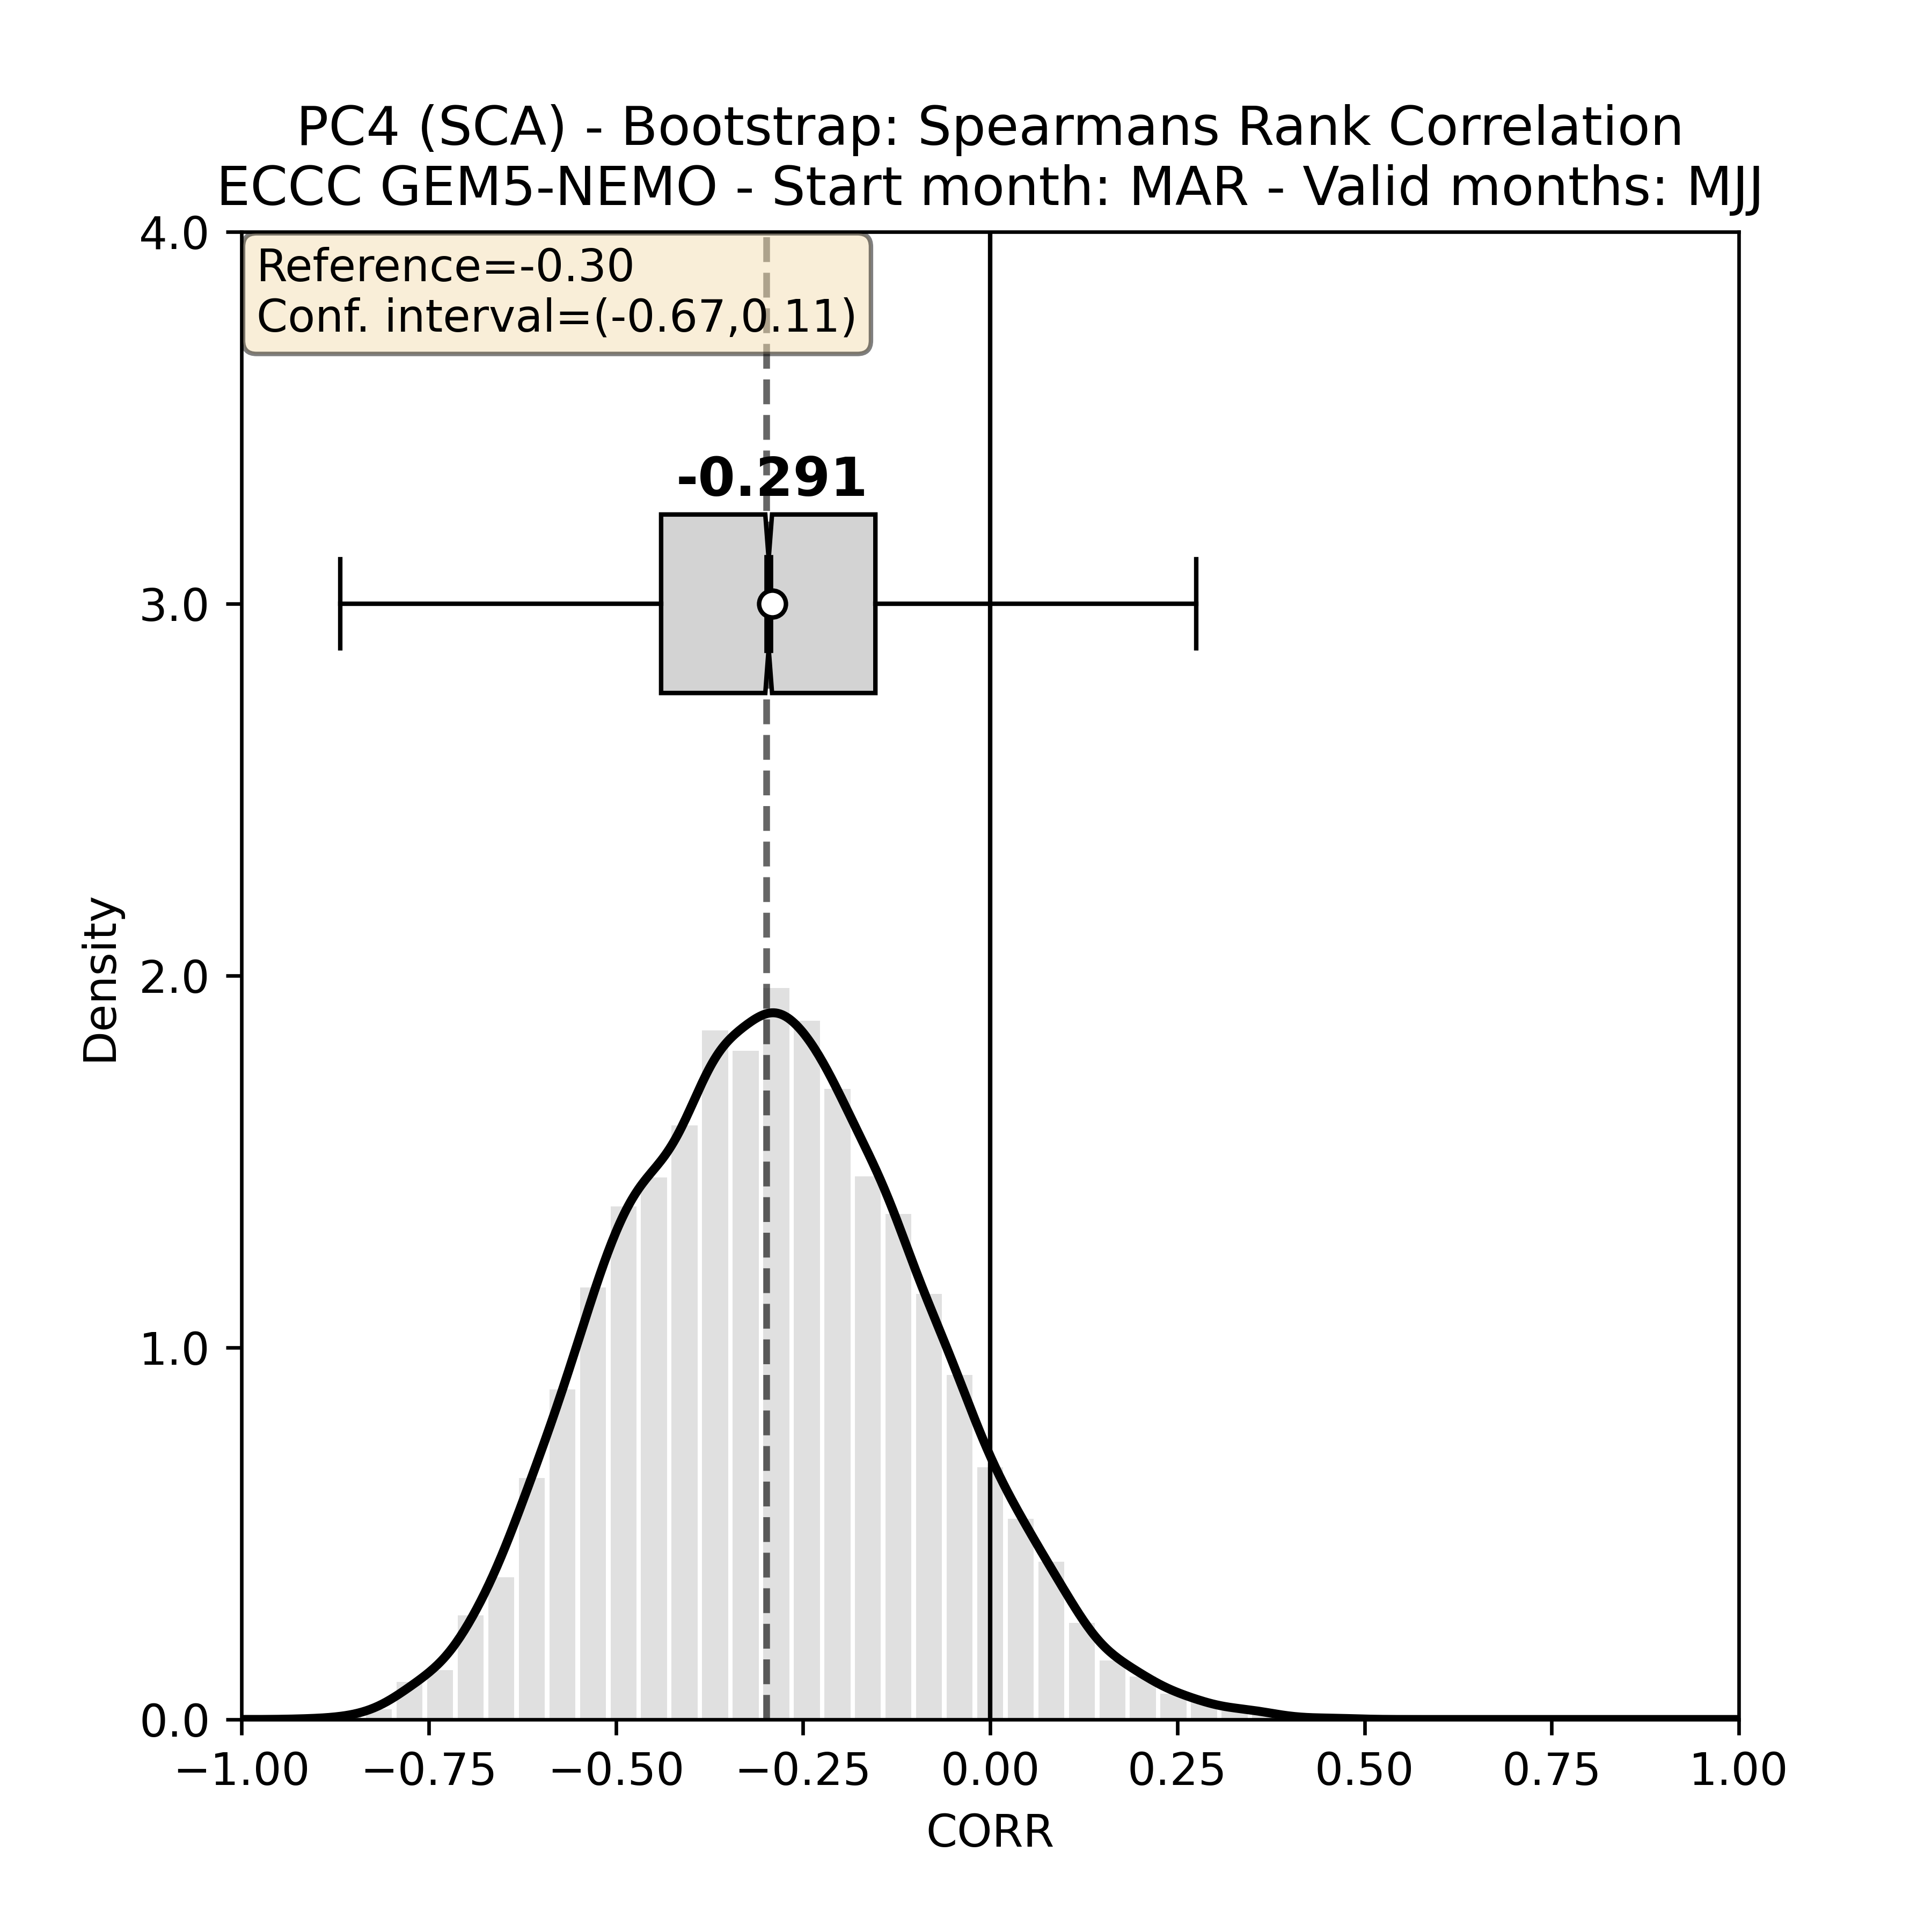 PC4 (SCA) - Bootstrap: Spearmans Rank Correlation
ECCC GEM5-NEMO - Start month: MAR - Valid months: MJJ
4.0
Reference=-0.30
Conf. interval=(-0.67,0.11)
-0.291
3.0
2.0
Density
1.0
0.0
−1.00 −0.75 −0.50 −0.25 0.00 0.25 0.50 0.75 1.00
CORR